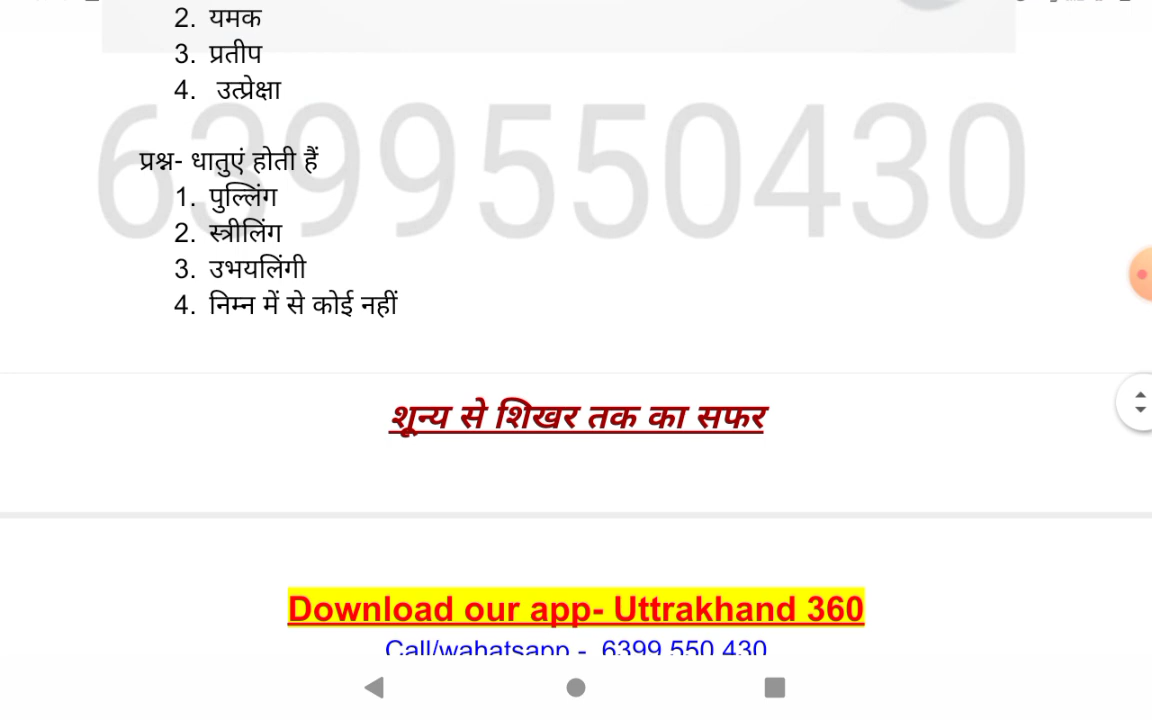 2. यमक
3. प्रतीप
4. उत्प्रेक्षा
6399550430
प्रश्न- धातुएं होती हैं
1. पुल्लिंग
2. स्त्रीलिंग
3. उभयलिंगी
4. निम्न में से कोई नहीं
शून्य से शिखर तक का सफर
Download our app- Uttrakhand 360
Call/wahatsapp - 6399 550 430